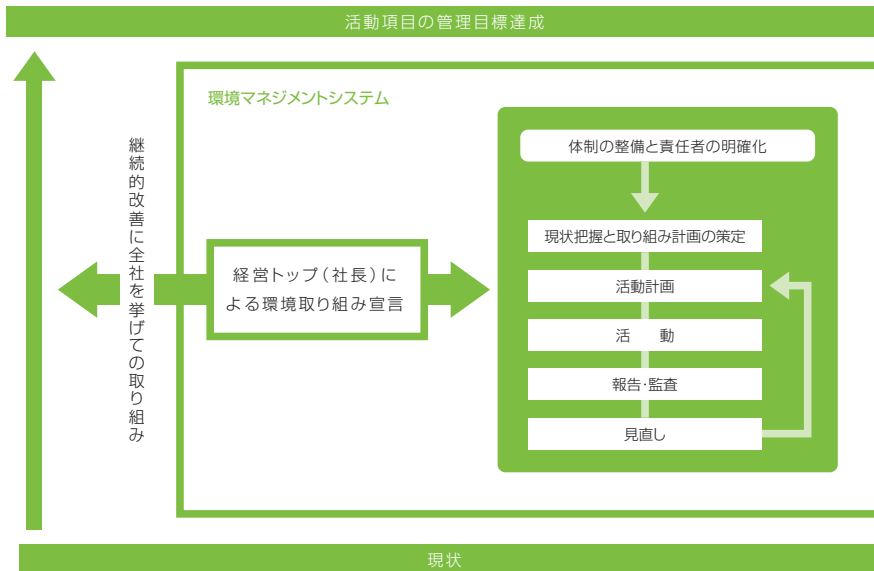 活動項目の管理目標達成
環境マネジメントシステム
継続的改善に全社を挙げての取り組み
経営トップ（社長）に
よる環境取り組み宣言
体制の整備と責任者の明確化
現状把握と取り組み計画の策定
活動計画
活　　動
報告・監査
見直し
現状